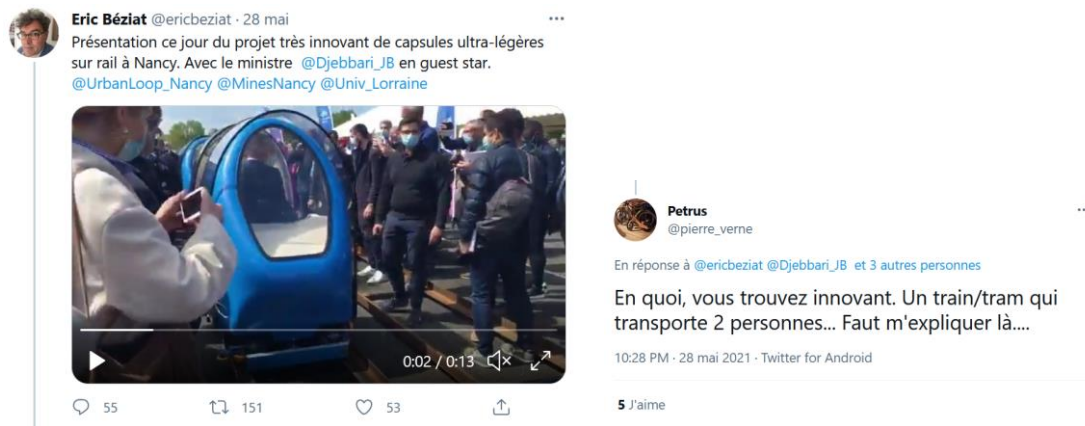 Eric Béziat @ericbeziat · 28 mai
Présentation ce jour du projet très innovant de capsules ultra-légères
sur rail à Nancy. Avec le ministre @Djebbari_JB en guest star.
@UrbanLoop_Nancy @MinesNancy @Univ_Lorraine
0:02 / 0:13
55
151
53
Petrus
@pierre_verne
En réponse à @ericbeziat @Djebbari_JB et 3 autres personnes
En quoi, vous trouvez innovant. Un train/tram qui
transporte 2 personnes... Faut m'expliquer là....
10:28 PM · 28 mai 2021 · Twitter for Android
5 J'aime